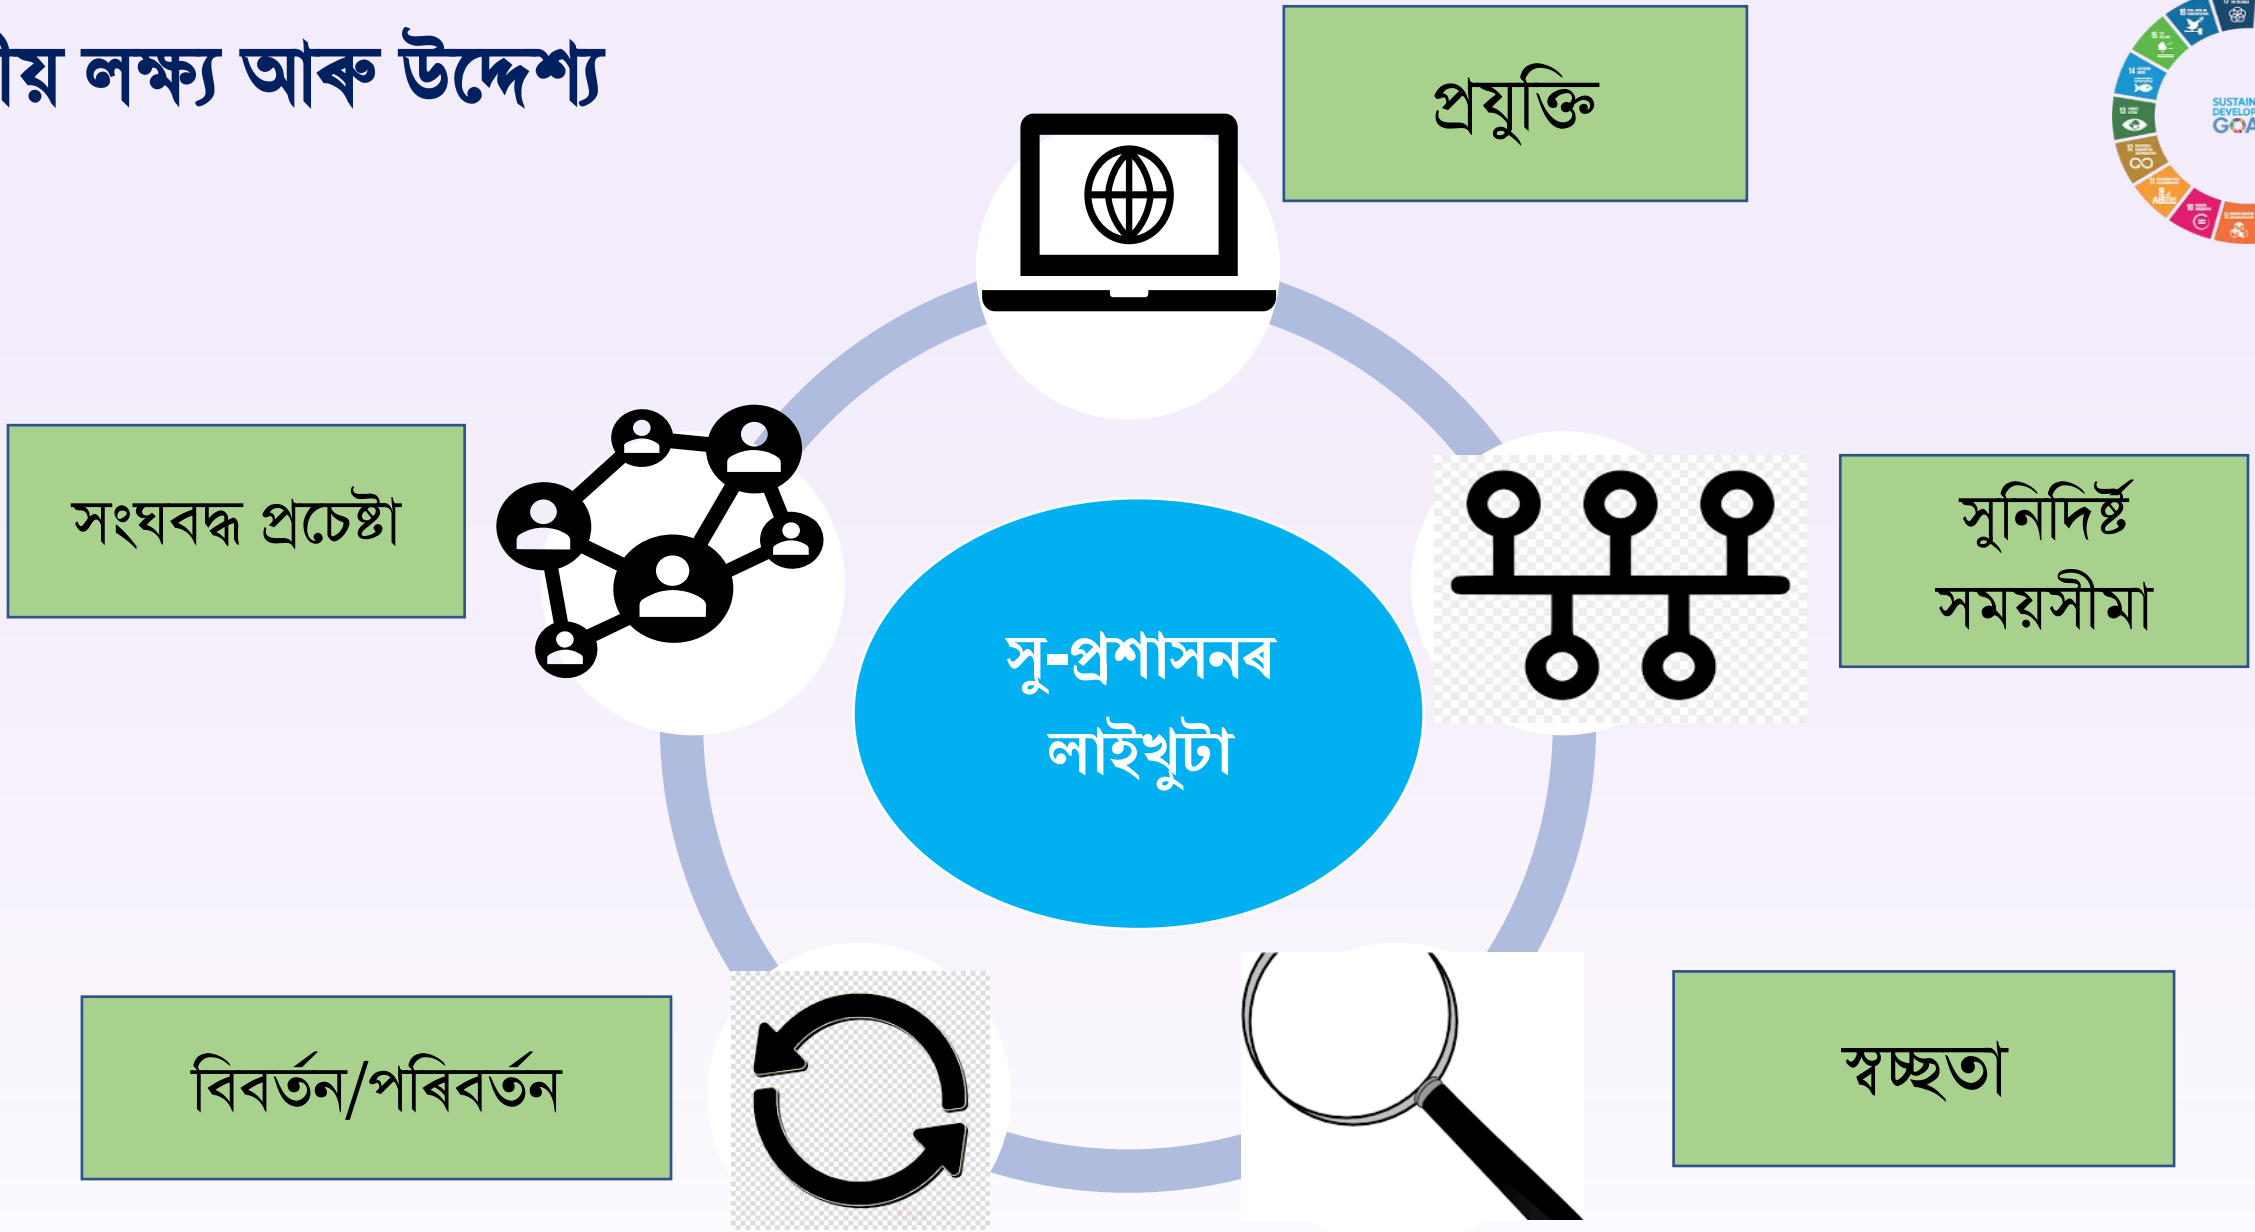 লক্ষ্য আৰু উদ্দেশ্য
প্ৰযুক্তি
সংঘবদ্ধ প্ৰচেষ্টা
সুনিদিৰ্ষ্ট
সময়সীমা
সু-প্ৰশাসনৰ
লাইখুটা
বিবৰ্তন/পৰিবৰ্তন
স্বচ্ছতা